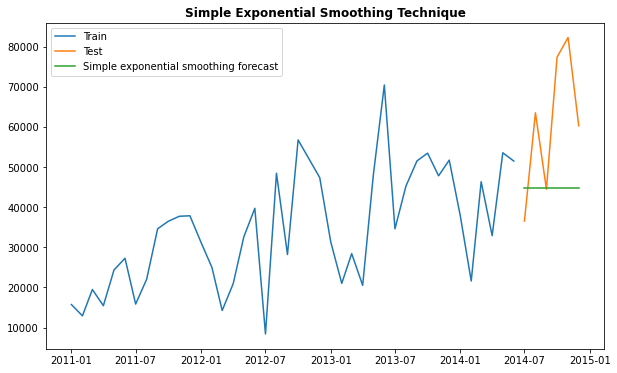 Simple Exponential Smoothing Technique
Train
Test
Simple exponential smoothing forecast
80000
70000
60000
50000
40000
30000
20000
10000
2011-01 2011-07 2012-01 2012-07 2013-01 2013-07 2014-01 2014-07 2015-01